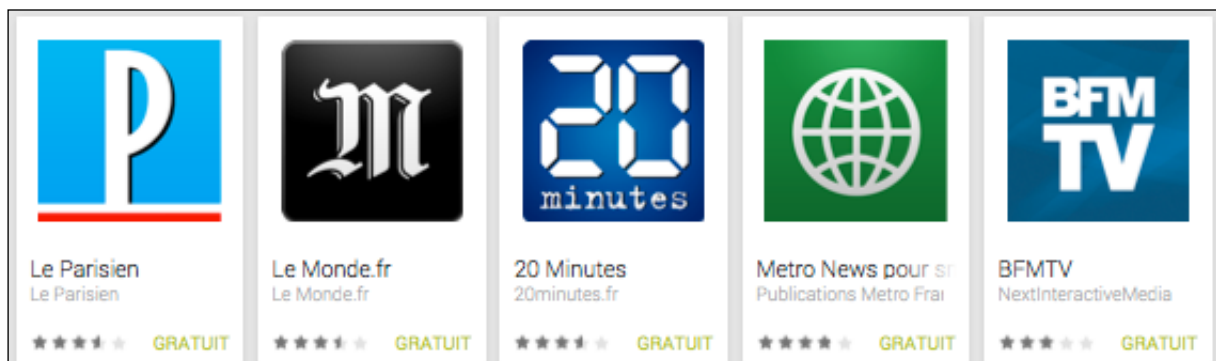 P
M
20
minutes
BFM
TV
Le Parisien
Le Parisien
GRATUIT
Le Monde.fr
Le Monde.fr
GRATUIT
20 Minutes
20minutes.fr
GRATUIT
Metro News pour
Publications Metro
GRATUIT
BFMTV
NextInteractiveMedia
GRATUIT